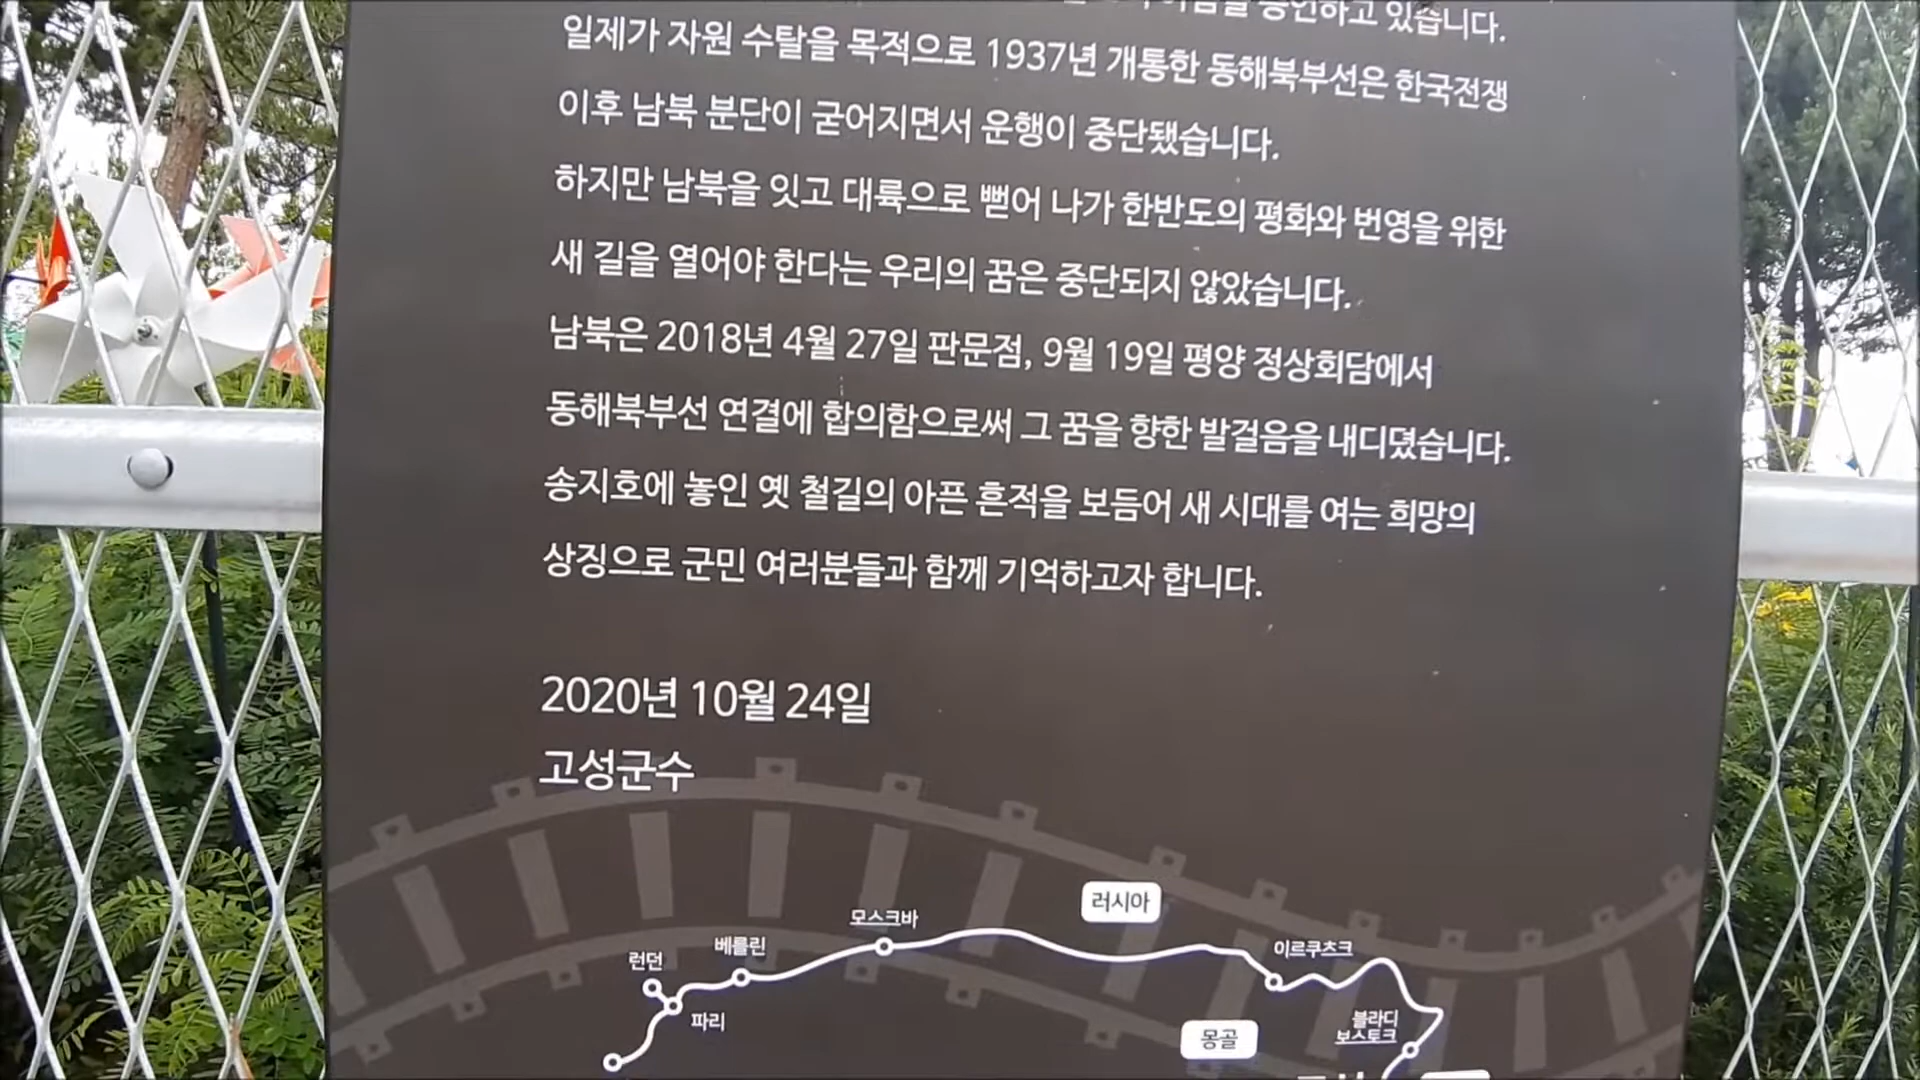 증언하고 있습니다.
일제가 자원 수탈을 목적으로 1937년 개통한 동해북부선은 한국전쟁
이후 남북 분단이 굳어지면서 운행이 중단됐습니다.
하지만 남북을 잇고 대륙으로 뻗어 나가 한반도의 평화와 번영을 위한
새 길을 열어야 한다는 우리의 꿈은 중단되지 않았습니다.
남북은 2018년 4월 27일 판문점, 9월 19일 평양 정상회담에서
동해북부선 연결에 합의함으로써 그 꿈을 향한 발걸음을 내디뎠습니다.
송지호에 놓인 옛 철길의 아픈 흔적을 보듬어 새 시대를 여는 희망의
상징으로 군민 여러분들과 함께 기억하고자 합니다.
2020년 10월 24일
고성군수
러시아
모스크바
베를린
이르쿠츠크
런던
파리
블라디
보스토크
몽골